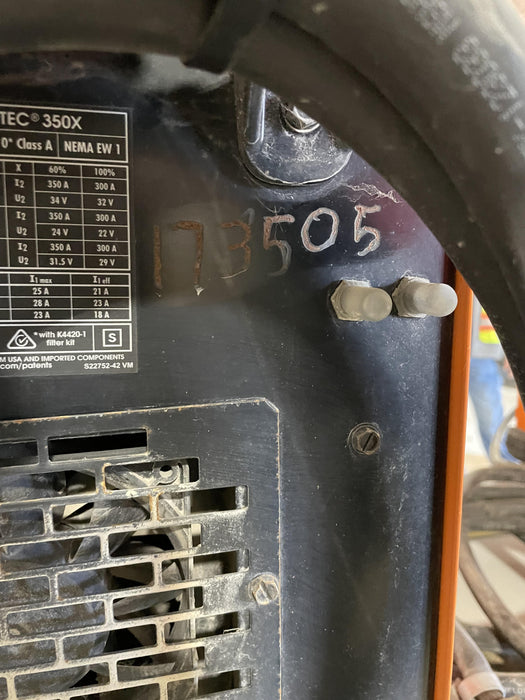 TEC® 350X
0* Class A NEMA EW 1
X 60% 100%
I2 350 A 300 A
U2 34 V 32 V
I2 350 A 300 A
U2 24 V 22 V
I2 350 A 300 A
U2 31.5 V 29 V
I1 max I1 eff
25 A 21 A
28 A 23 A
23 A 18 A
*with K4420-1
filter kit
S
M USA AND IMPORTED COMPONENTS
com/patents S22752-42 VM
173505